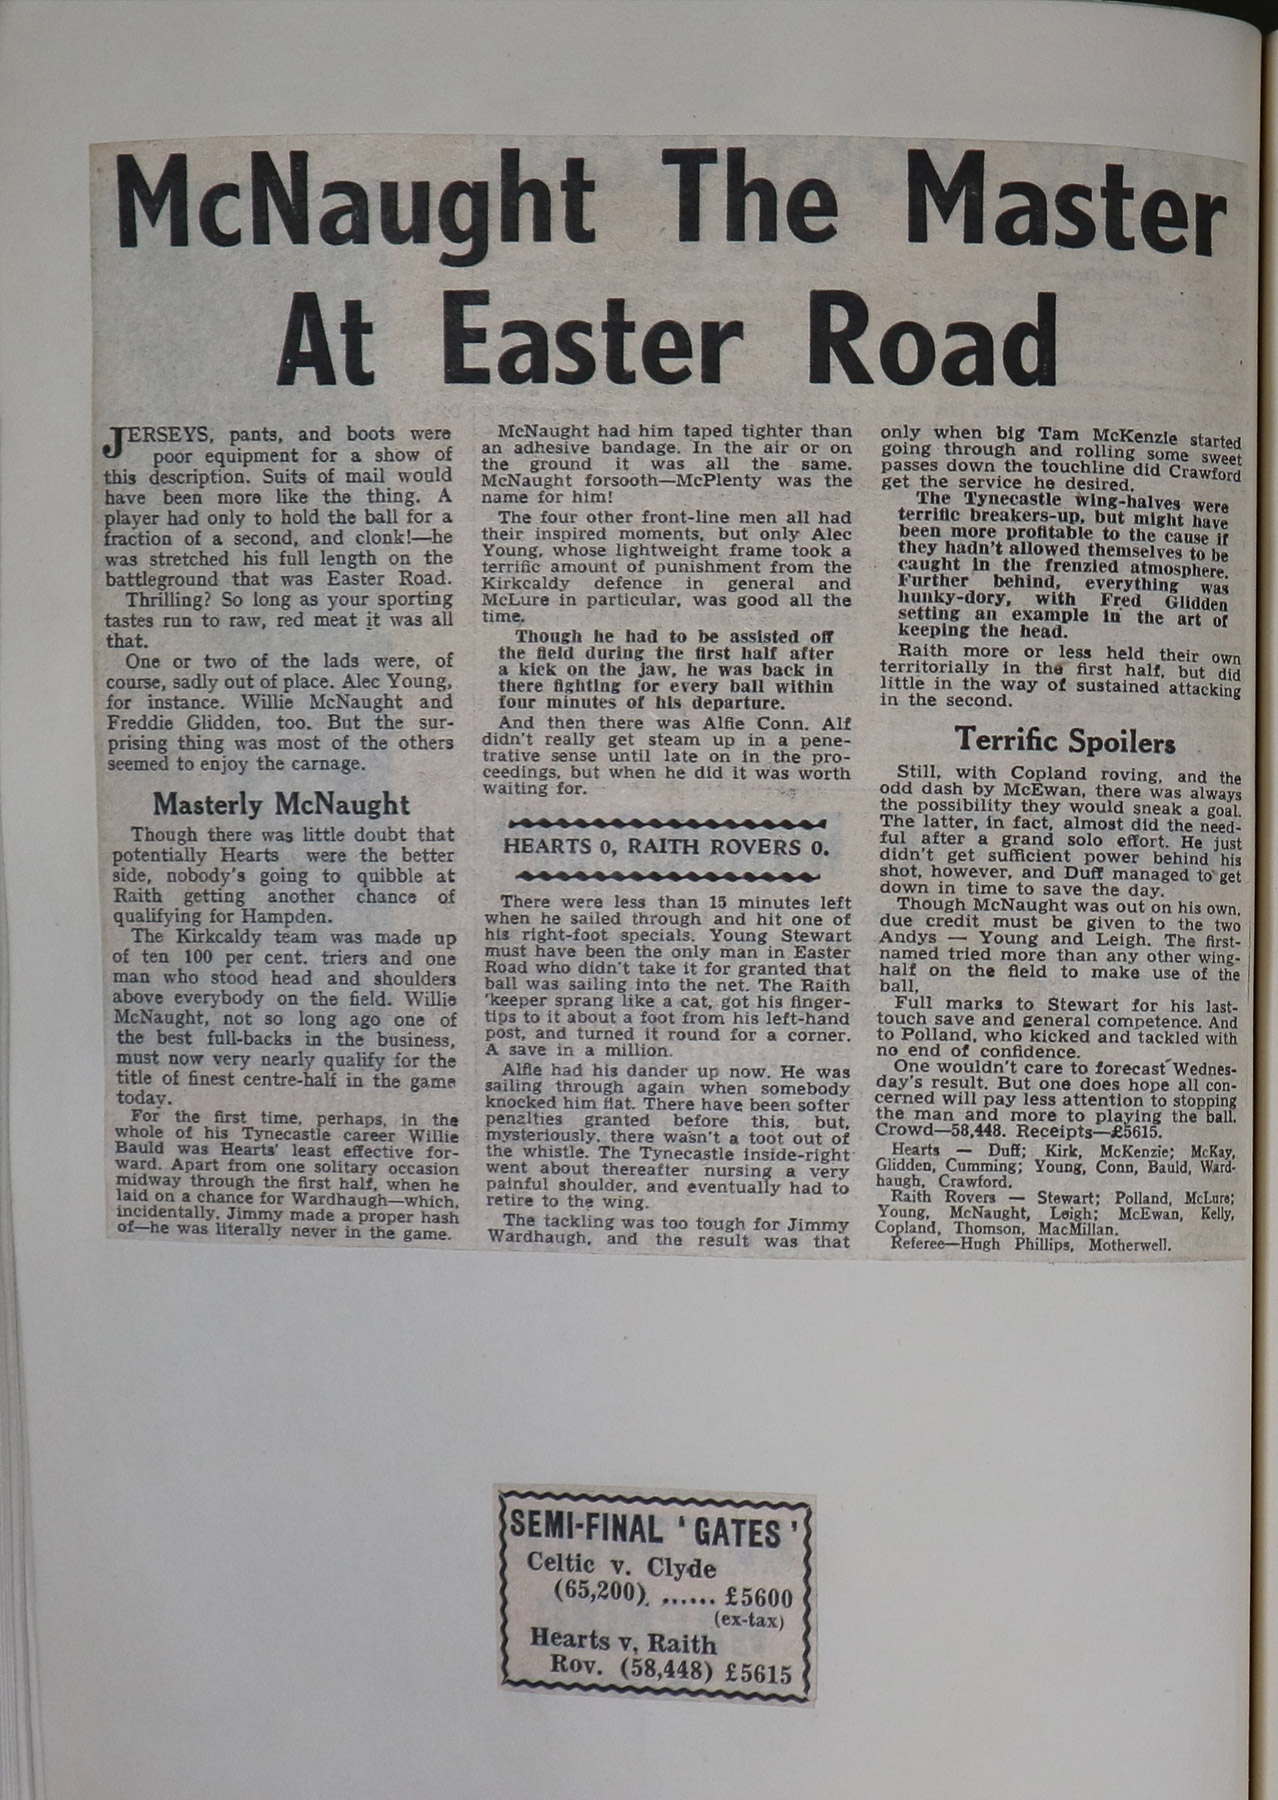 McNaught The Master
At Easter Road
JERSEYS, pants, and boots were
poor equipment for a show of
this description. Suits of mail would
have been more like the thing. A
player had only to hold the ball for a
fraction of a second, and clonk!—he
was stretched his full length on the
battleground that was Easter Road.
Thrilling? So long as your sporting
tastes run to raw, red meat it was all
that.
One or two of the lads were, of
course, sadly out of place. Alec Young,
for instance. Willie McNaught and
Freddie Glidden, too. But the sur-
prising thing was most of the others
seemed to enjoy the carnage.
Masterly McNaught
Though there was little doubt that
potentially Hearts were the better
side, nobody's going to quibble at
Raith getting another chance of
qualifying for Hampden.
The Kirkcaldy team was made up
of ten 100 per cent. triers and one
man who stood head and shoulders
above everybody on the field. Willie
McNaught, not so long ago one of
the best full-backs in the business,
must now very nearly qualify for the
title of finest centre-half in the game
today.
For the first time, perhaps, in the
whole of his Tynecastle career Willie
Bauld was Hearts' least effective for-
ward. Apart from one solitary occasion
midway through the first half, when he
laid on a chance for Wardhaugh—which,
incidentally, Jimmy made a proper hash
of—he was literally never in the game.
McNaught had him taped tighter than
an adhesive bandage. In the air or on
the ground it was all the same.
McNaught forsooth—McPlenty was the
name for him!
The four other front-line men all had
their inspired moments, but only Alec
Young, whose lightweight frame took a
terrific amount of punishment from the
Kirkcaldy defence in general and
McLure in particular, was good all the
time.
Though he had to be assisted off
the field during the first half after
a kick on the jaw, he was back in
there fighting for every ball within
four minutes of his departure.
And then there was Alfie Conn. Alf
didn't really get steam up in a pene-
trative sense until late on in the pro-
ceedings, but when he did it was worth
waiting for.
HEARTS 0, RAITH ROVERS 0.
There were less than 15 minutes left
when he sailed through and hit one of
his right-foot specials. Young Stewart
must have been the only man in Easter
Road who didn't take it for granted that
ball was sailing into the net. The Raith
'keeper sprang like a cat, got his finger-
tips to it about a foot from his left-hand
post, and turned it round for a corner.
A save in a million.
Alfie had his dander up now. He was
sailing through again when somebody
knocked him flat. There have been softer
penalties granted before this, but,
mysteriously, there wasn't a toot out of
the whistle. The Tynecastle inside-right
went about thereafter nursing a very
painful shoulder, and eventually had to
retire to the wing.
The tackling was too tough for Jimmy
Wardhaugh, and the result was that
only when big Tam McKenzie started
going through and rolling some sweet
passes down the touchline did Crawford
get the service he desired.
The Tynecastle wing-halves were
terrific breakers-up, but might have
been more profitable to the cause if
they hadn't allowed themselves to be
caught in the frenzied atmosphere.
Further behind, everything was
hunky-dory, with Fred Glidden
setting an example in the art of
keeping the head.
Raith more or less held their own
territorially in the first half, but did
little in the way of sustained attacking
in the second.
Terrific Spoilers
Still, with Copland roving, and the
odd dash by McEwan, there was always
the possibility they would sneak a goal.
The latter, in fact, almost did the need-
ful after a grand solo effort. He just
didn't get sufficient power behind his
shot, however, and Duff managed to get
down in time to save the day.
Though McNaught was out on his own,
due credit must be given to the two
Andys — Young and Leigh. The first-
named tried more than any other wing-
half on the field to make use of the
ball.
Full marks to Stewart for his last-
touch save and general competence. And
to Polland, who kicked and tackled with
no end of confidence.
One wouldn't care to forecast Wednes-
day's result. But one does hope all con-
cerned will pay less attention to stopping
the man and more to playing the ball.
Crowd—58,448. Receipts—£5615.
Hearts — Duff; Kirk, McKenzie; McKay,
Glidden, Cumming; Young, Conn, Bauld, Ward-
haugh, Crawford.
Raith Rovers — Stewart; Polland, McLure;
Young, McNaught, Leigh; McEwan, Kelly,
Copland, Thomson, MacMillan.
Referee—Hugh Phillips, Motherwell.
SEMI-FINAL 'GATES'
Celtic v. Clyde
(65,200) ...... £5600
(ex-tax)
Hearts v. Raith
Rov. (58,448) £5615